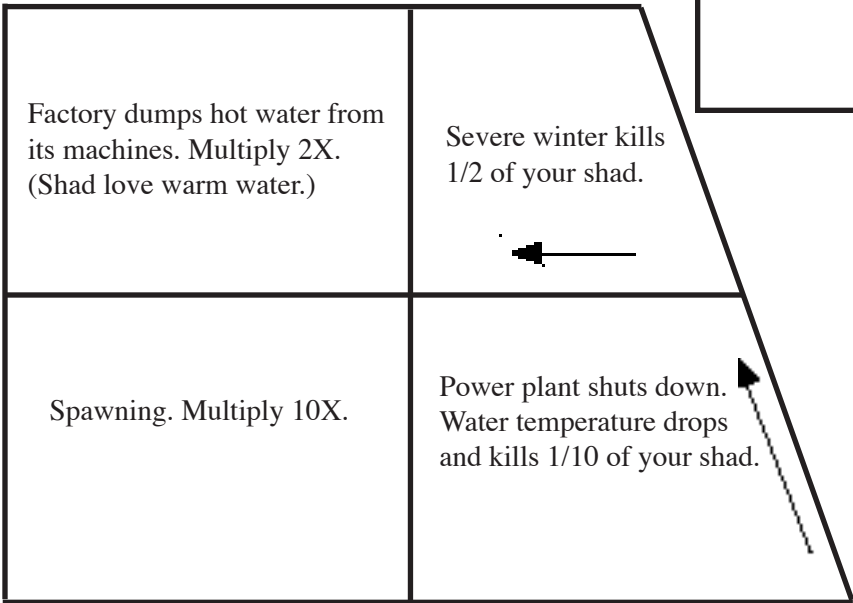 Factory dumps hot water from
its machines. Multiply 2X.
(Shad love warm water.)
Severe winter kills
1/2 of your shad.
Spawning. Multiply 10X.
Power plant shuts down.
Water temperature drops
and kills 1/10 of your shad.